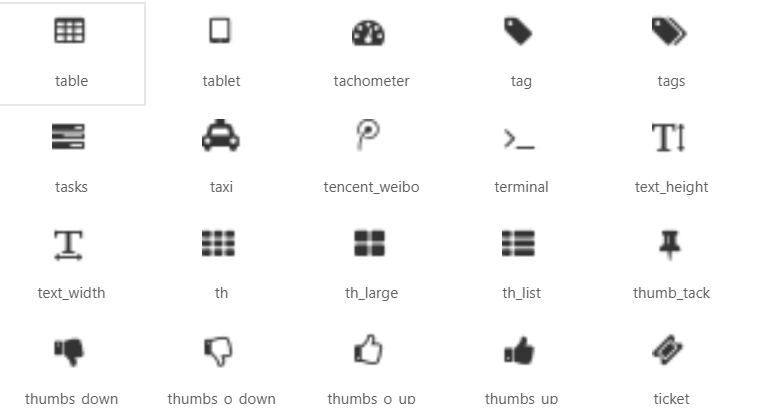 table tablet tachometer tag tags
tasks taxi tencent_weibo terminal text_height
text_width th th_large th_list thumb_tack
thumbs_down thumbs_o_down thumbs_o_up thumbs_up ticket